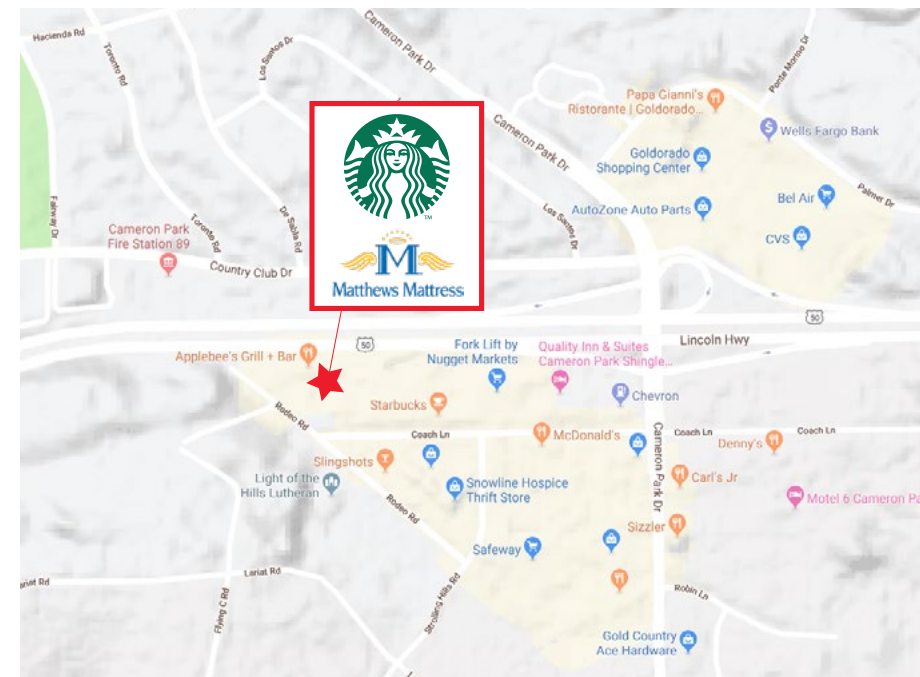 Hacienda Rd
Toronto Rd
Los Santos Dr
Cameron Park Dr
Ponte Morino Dr
Papa Gianni's
Ristorante | Goldorado...
Wells Fargo Bank
Cameron Park Dr
Goldorado
Shopping Center
Bel Air
Palmer Dr
AutoZone Auto Parts
CVS
Los Santos Dr
Fairway Dr
Toronto Rd
De Sabla Rd
Cameron Park
Fire Station 89
Country Club Dr
TM
M
Matthews Mattress
50
50
Lincoln Hwy
Applebee's Grill + Bar
Fork Lift by
Nugget Markets
Quality Inn & Suites
Cameron Park Shingle...
Chevron
Starbucks
Rodeo Rd
Coach Ln
McDonald's
Cameron Park Dr
Coach Ln
Denny's
Coach Ln
Slingshots
Light of the
Hills Lutheran
Snowline Hospice
Thrift Store
Carl's Jr
Motel 6 Cameron Pa
Rodeo Rd
Sizzler
Safeway
Lariat Rd
ariat Rd
Flying C Rd
Strolling Hills Rd
Robin Ln
Gold Country
Ace Hardware